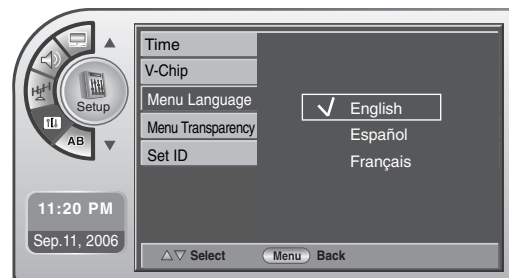 Setup
AB
11:20 PM
Sep.11, 2006
Time
V-Chip
Menu Language
Menu Transparency
Set ID
English
Español
Français
Select
Menu Back